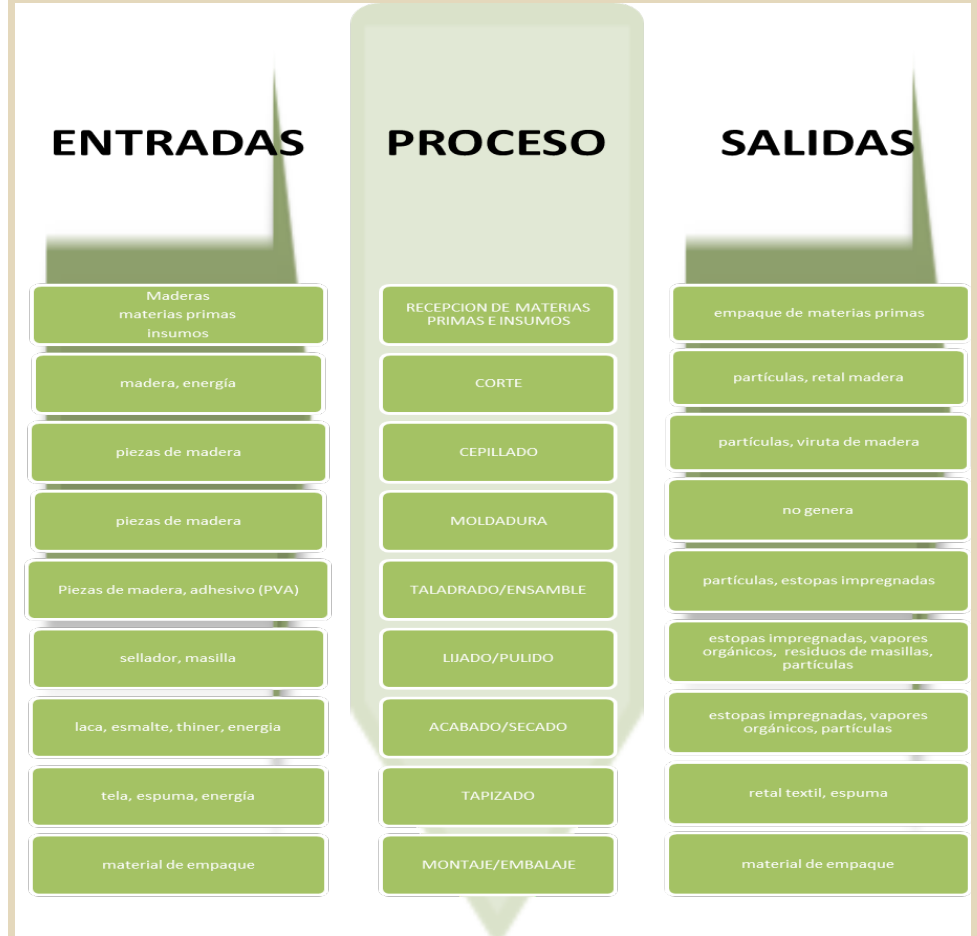 ENTRADAS
Maderas
materias primas
insumos
madera, energía
piezas de madera
piezas de madera
Piezas de madera, adhesivo (PVA)
sellador, masilla
laca, esmalte, thiner, energia
tela, espuma, energía
material de empaque
PROCESO
RECEPCION DE MATERIAS
PRIMAS E INSUMOS
CORTE
CEPILLADO
MOLDADURA
TALADRADO/ENSAMBLE
LIJADO/PULIDO
ACABADO/SECADO
TAPIZADO
MONTAJE/EMBALAJE
SALIDAS
empaque de materias primas
partículas, retal madera
partículas, viruta de madera
no genera
partículas, estopas impregnadas
estopas impregnadas, vapores
orgánicos, residuos de masillas,
partículas
estopas impregnadas, vapores
orgánicos, partículas
retal textil, espuma
material de empaque